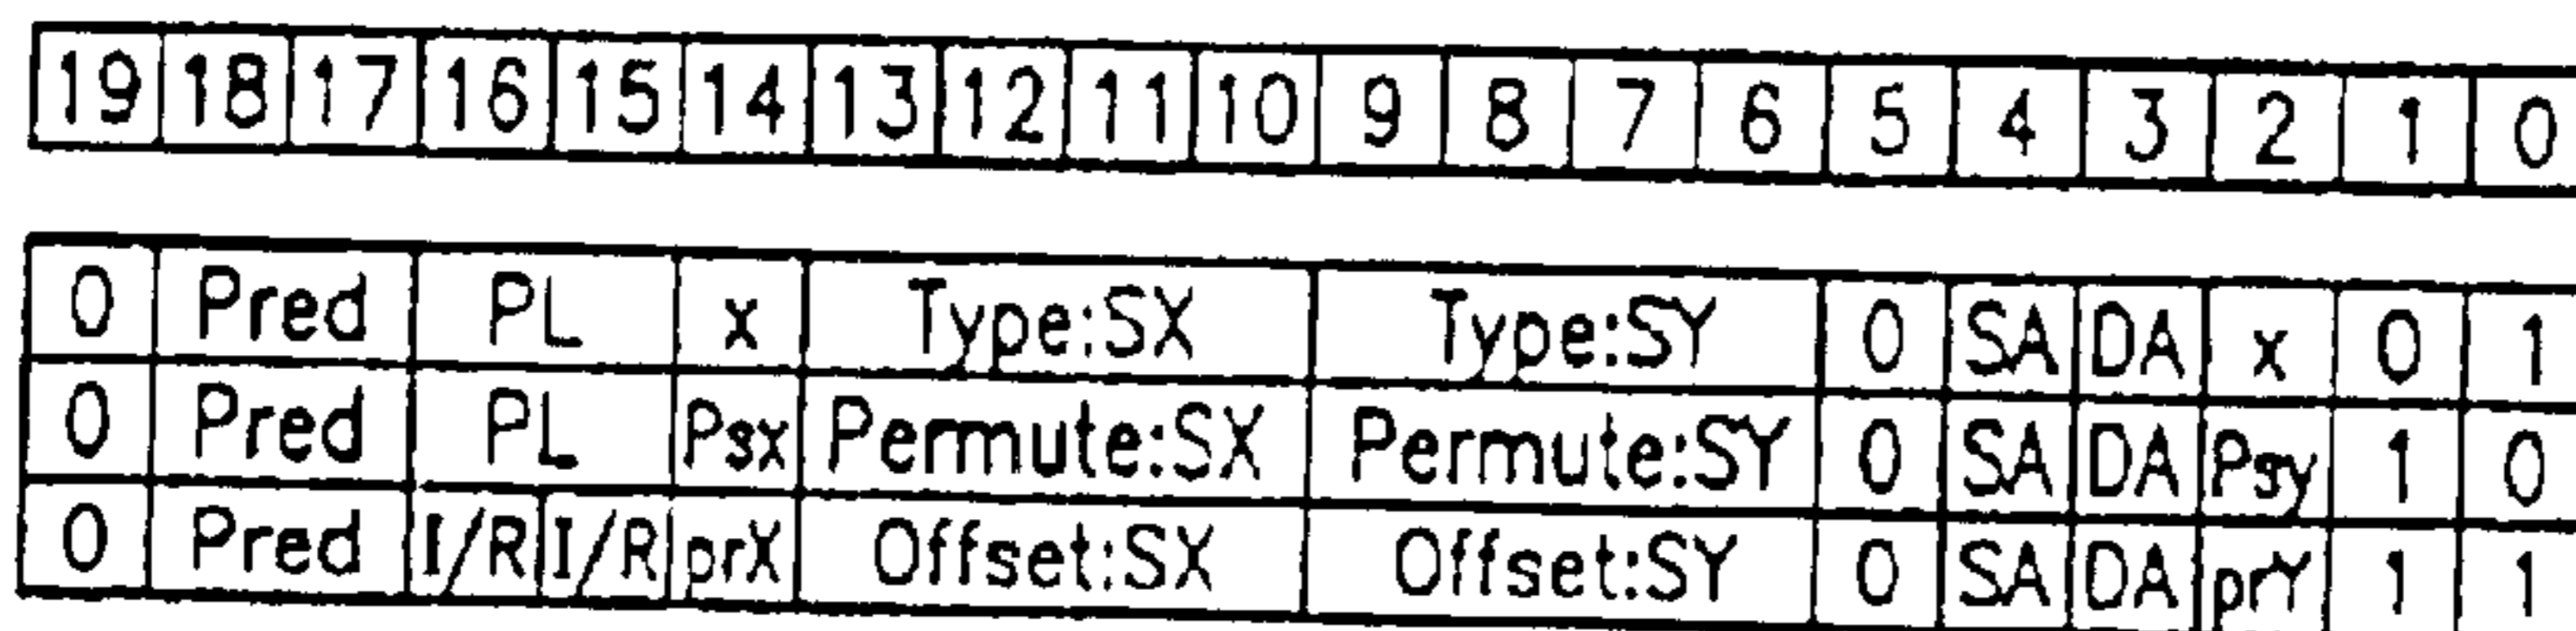 19 18 17 16 15 14 13 12 11 10 9 8 7 6 5 4 3 2 1 0
0 Pred PL x Type:SX Type:SY 0 SA DA x 0 1
0 Pred PL Psx Permute:SX Permute:SY 0 SA DA Psy 1 0
0 Pred I/R I/R prX Offset:SX Offset:SY 0 SA DA prY 1 1